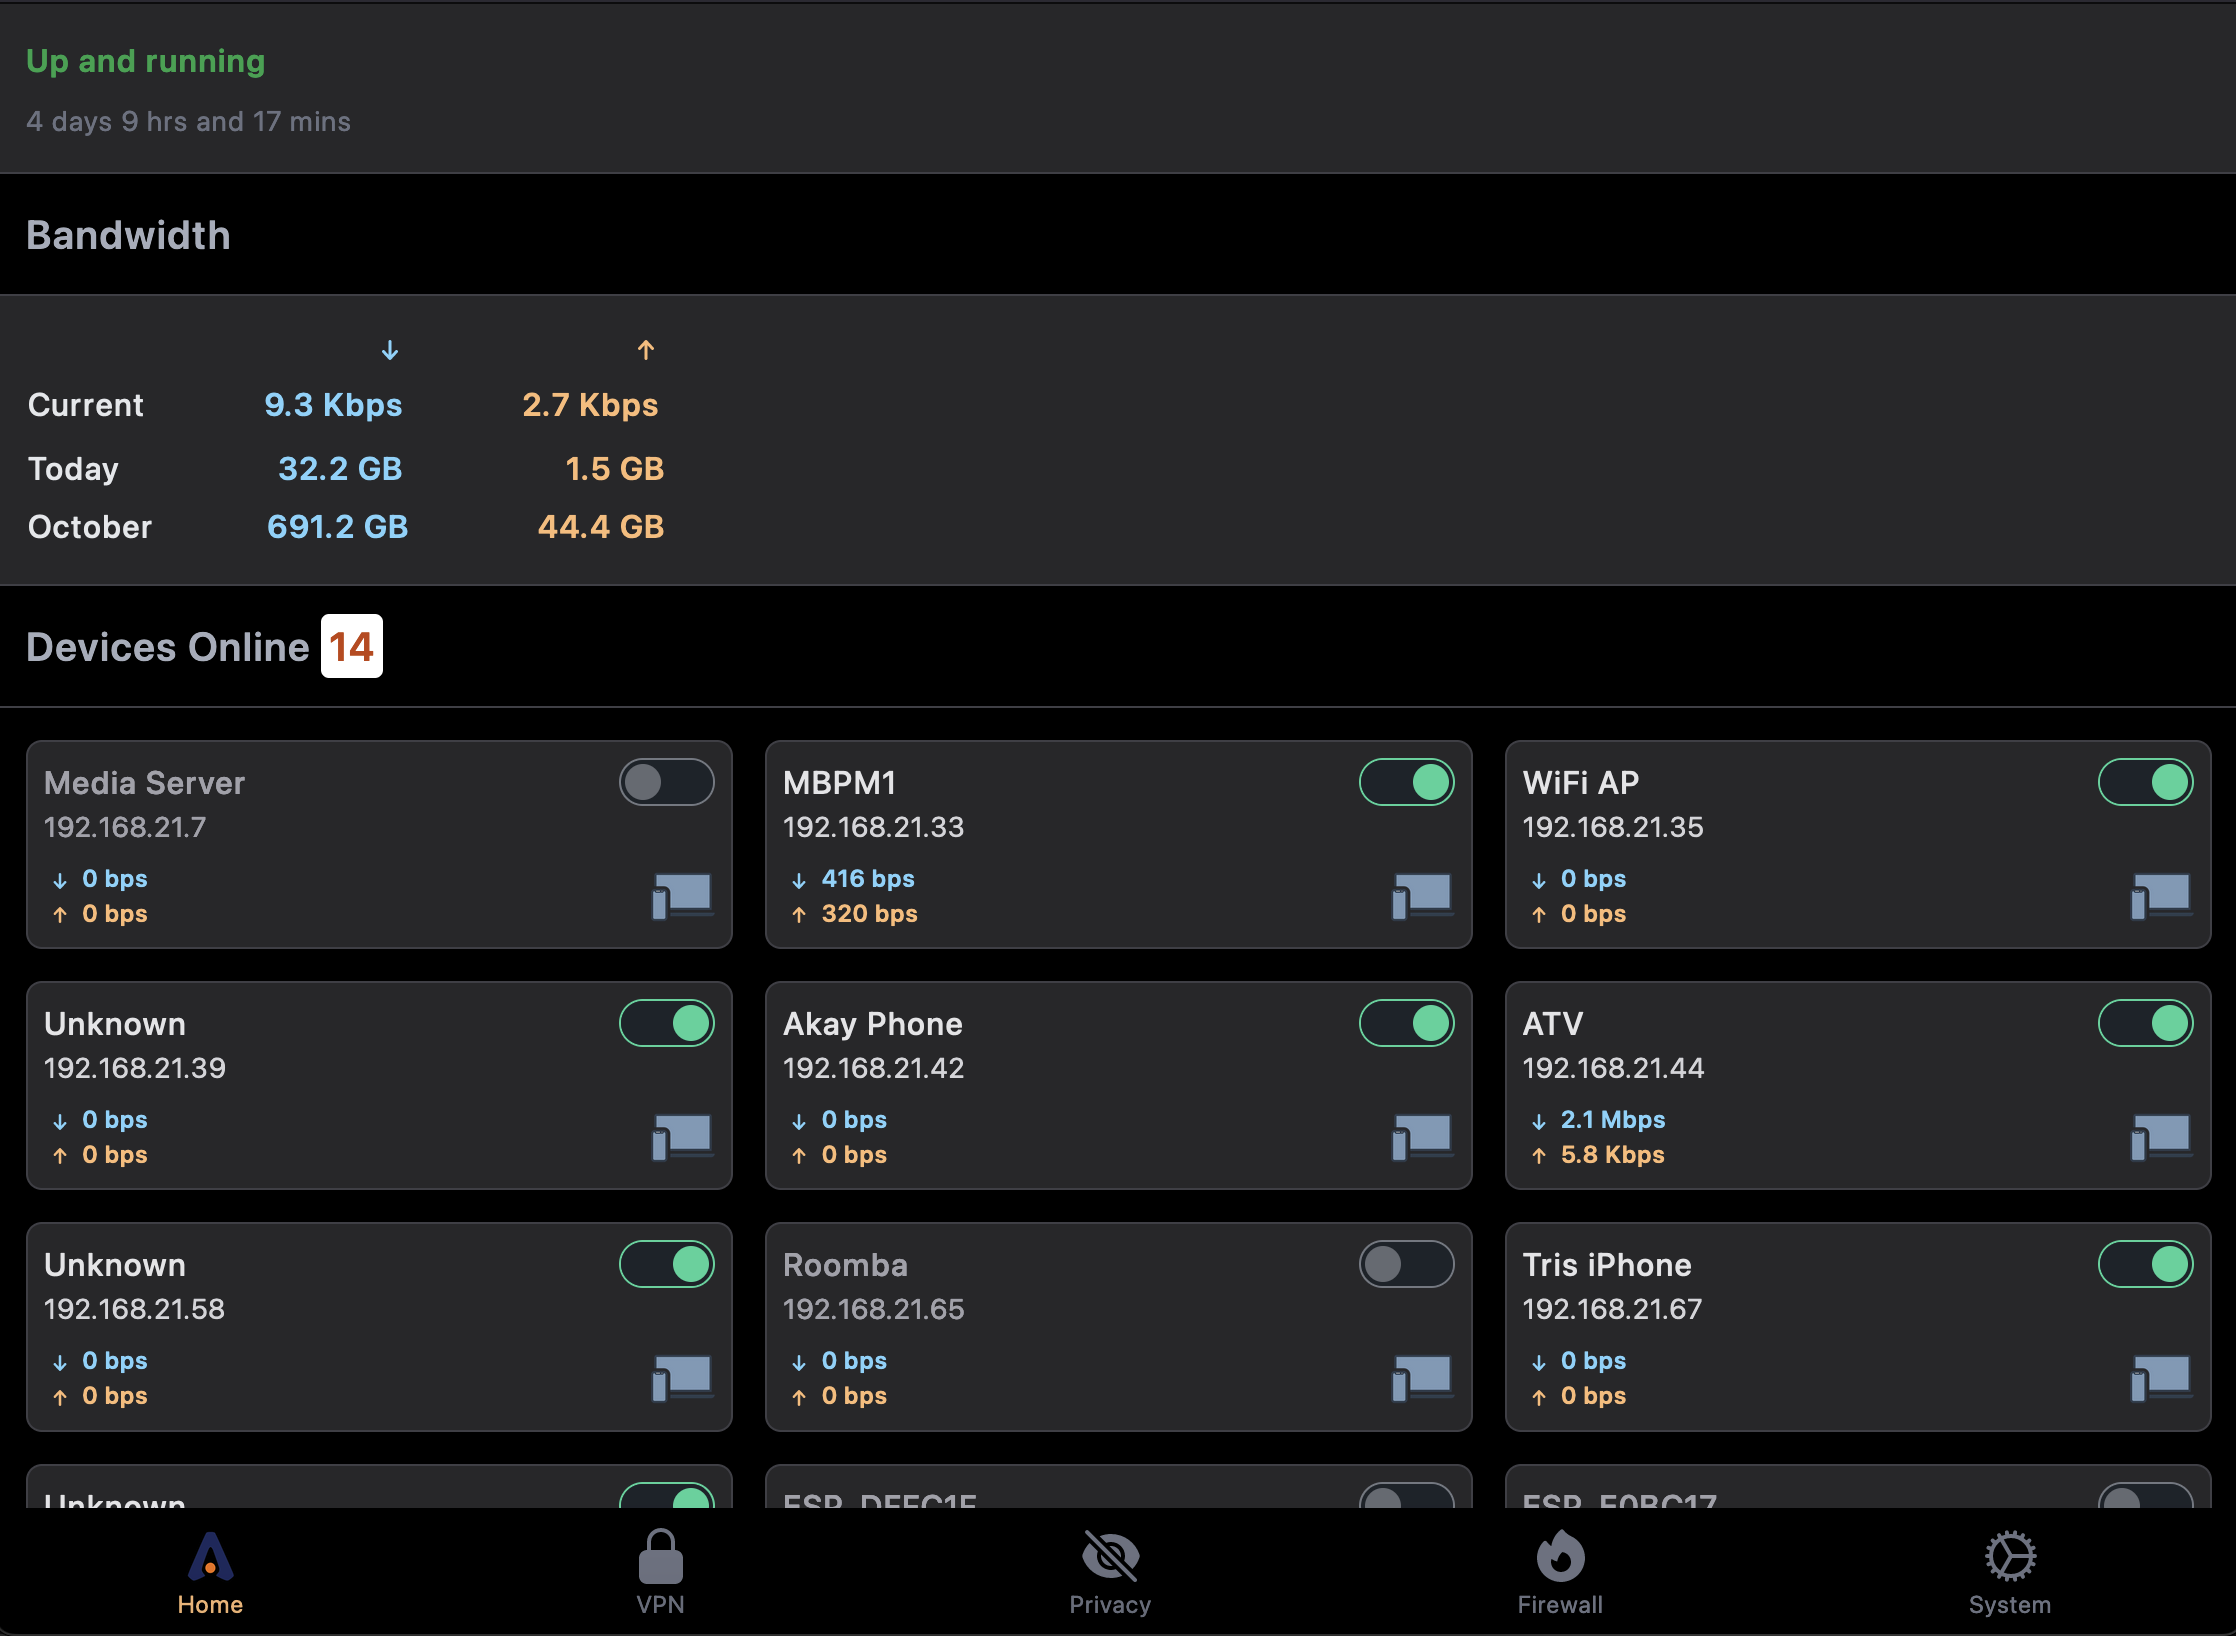 Up and running
4 days 9 hrs and 17 mins
Bandwidth
↓ ↑
Current 9.3 Kbps 2.7 Kbps
Today 32.2 GB 1.5 GB
October 691.2 GB 44.4 GB
Devices Online 14
Media Server
192.168.21.7
↓ 0 bps
↑ 0 bps
MBPM1
192.168.21.33
↓ 416 bps
↑ 320 bps
WiFi AP
192.168.21.35
↓ 0 bps
↑ 0 bps
Unknown
192.168.21.39
↓ 0 bps
↑ 0 bps
Akay Phone
192.168.21.42
↓ 0 bps
↑ 0 bps
ATV
192.168.21.44
↓ 2.1 Mbps
↑ 5.8 Kbps
Unknown
192.168.21.58
↓ 0 bps
↑ 0 bps
Roomba
192.168.21.65
↓ 0 bps
↑ 0 bps
Tris iPhone
192.168.21.67
↓ 0 bps
↑ 0 bps
Unknown
Home
VPN
Privacy
Firewall
System